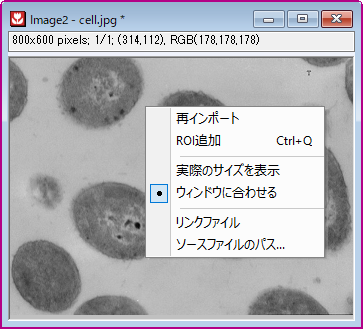 Image2 - cell.jpg *
800x600 pixels; 1/1; (314,112), RGB(178,178,178)
T
再インポート
ROI追加 Ctrl+Q
実際のサイズを表示
ウィンドウに合わせる
リンクファイル
ソースファイルのパス...